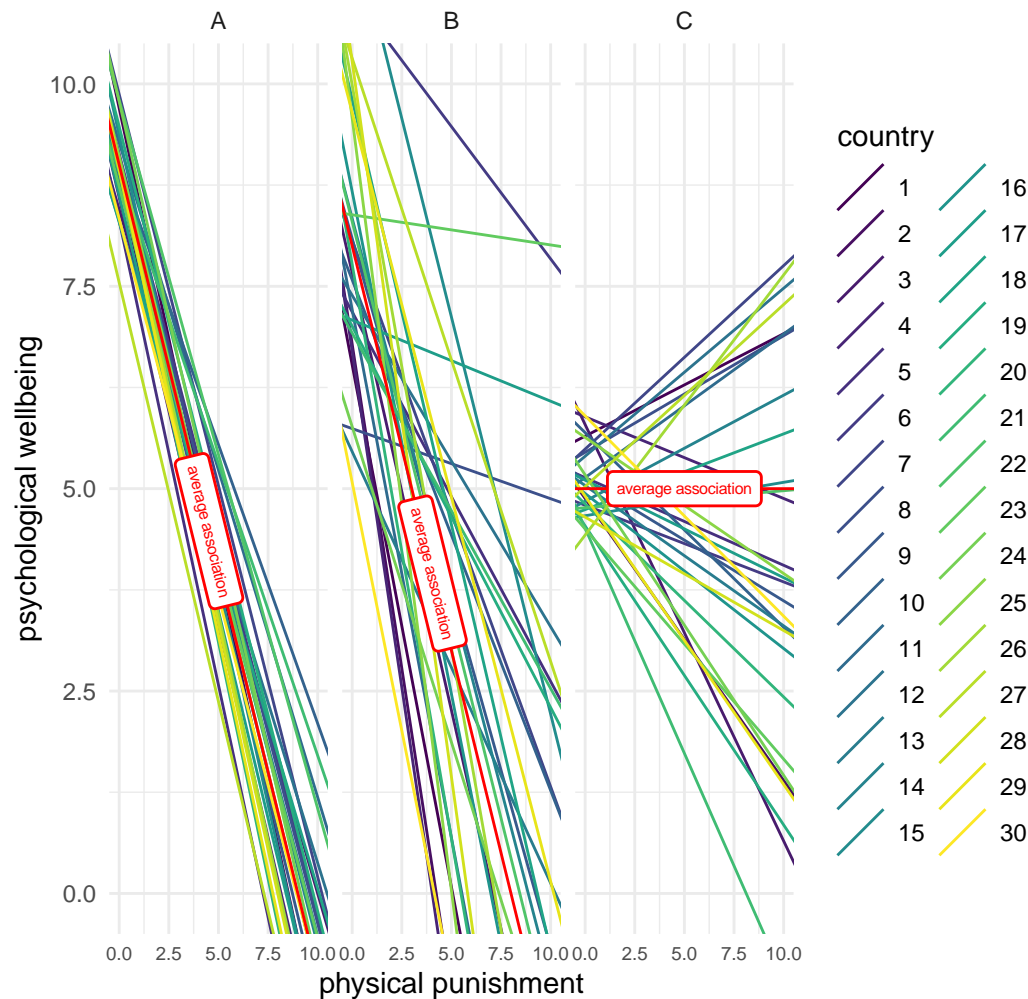 A B C
psychological wellbeing
10.0
7.5
5.0
2.5
0.0
average association
average association
average association
0.0 2.5 5.0 7.5 10.0 0.0 2.5 5.0 7.5 10.0 0.0 2.5 5.0 7.5 10.0
physical punishment
country
1 16
2 17
3 18
4 19
5 20
6 21
7 22
8 23
9 24
10 25
11 26
12 27
13 28
14 29
15 30